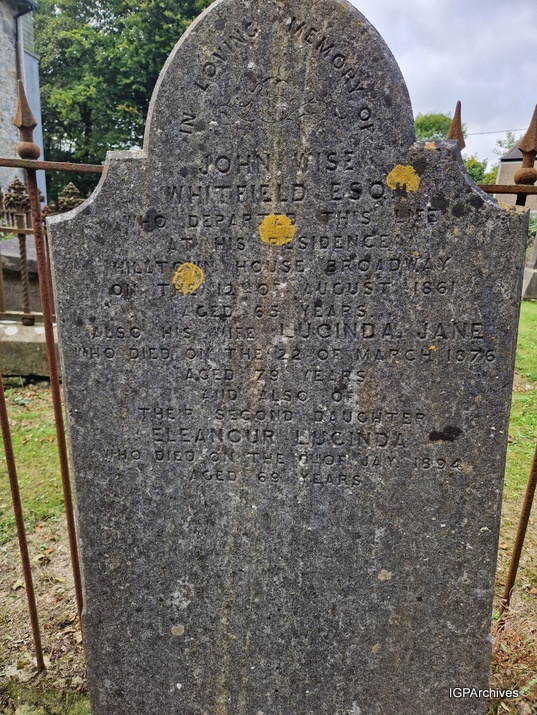 IN LOVING MEMORY OF
JOHN WISE
WHITFIELD ESQR
WHO DEPARTED THIS LIFE
AT HIS RESIDENCE
HILLTOWN HOUSE BROADWAY
ON THE 12 OF AUGUST 1861
AGED 65 YEARS
ALSO HIS WIFE LUCINDA JANE
WHO DIED ON THE 22 OF MARCH 1876
AGED 79 YEARS
AND ALSO OF
THEIR SECOND DAUGHTER
ELEANOUR LUCINDA
WHO DIED ON THE OF JAY. 1894
AGED 69 YEARS
IGPArchives